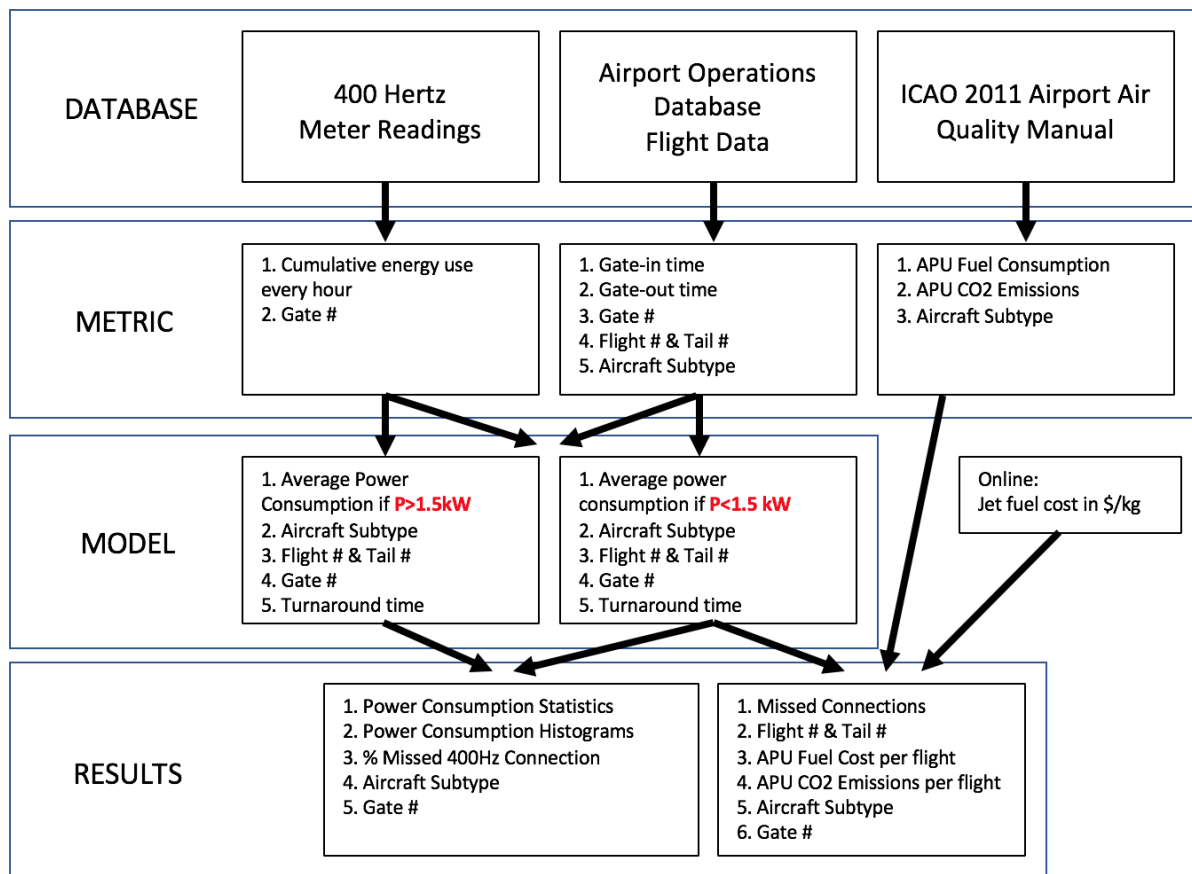 DATABASE
400 Hertz
Meter Readings
Airport Operations
Database
Flight Data
ICAO 2011 Airport Air
Quality Manual
METRIC
1. Cumulative energy use
every hour
2. Gate #
1. Gate-in time
2. Gate-out time
3. Gate #
4. Flight # & Tail #
5. Aircraft Subtype
1. APU Fuel Consumption
2. APU CO2 Emissions
3. Aircraft Subtype
MODEL
1. Average Power
Consumption if P>1.5kW
2. Aircraft Subtype
3. Flight # & Tail #
4. Gate #
5. Turnaround time
1. Average power
consumption if P<1.5 kW
2. Aircraft Subtype
3. Flight # & Tail #
4. Gate #
5. Turnaround time
Online:
Jet fuel cost in $/kg
RESULTS
1. Power Consumption Statistics
2. Power Consumption Histograms
3. % Missed 400Hz Connection
4. Aircraft Subtype
5. Gate #
1. Missed Connections
2. Flight # & Tail #
3. APU Fuel Cost per flight
4. APU CO2 Emissions per flight
5. Aircraft Subtype
6. Gate #